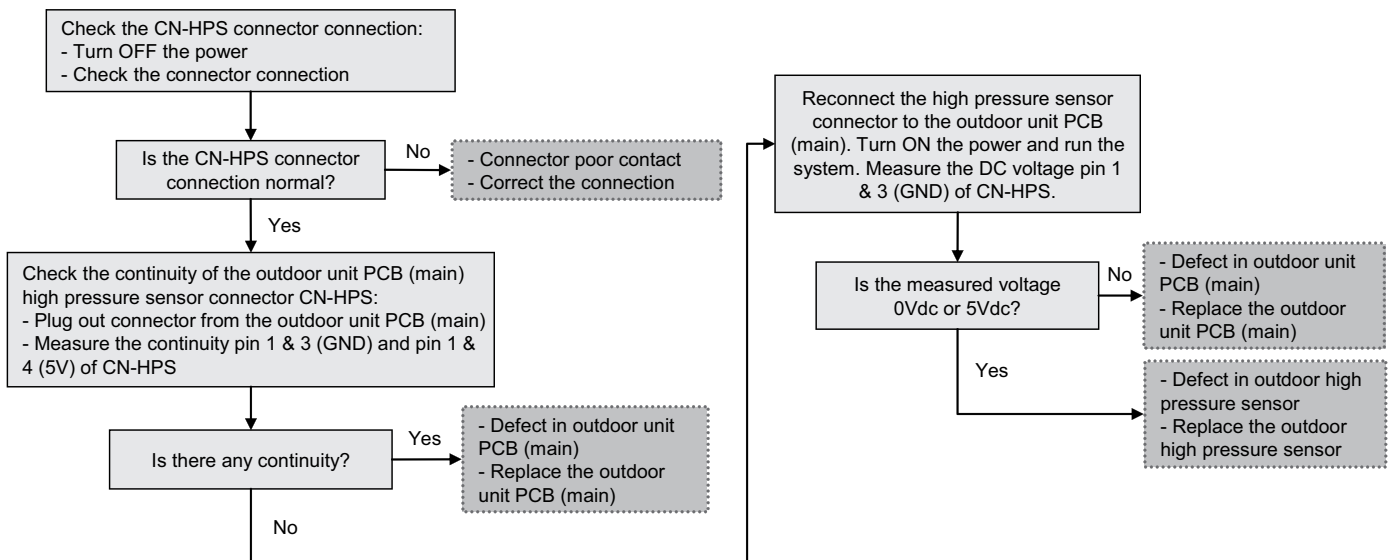 Check the CN-HPS connector connection:
- Turn OFF the power
- Check the connector connection
Is the CN-HPS connector
connection normal?
No
- Connector poor contact
- Correct the connection
Yes
Check the continuity of the outdoor unit PCB (main)
high pressure sensor connector CN-HPS:
- Plug out connector from the outdoor unit PCB (main)
- Measure the continuity pin 1 & 3 (GND) and pin 1 &
4 (5V) of CN-HPS
Is there any continuity?
Yes
- Defect in outdoor unit
PCB (main)
- Replace the outdoor
unit PCB (main)
No
Reconnect the high pressure sensor
connector to the outdoor unit PCB
(main). Turn ON the power and run the
system. Measure the DC voltage pin 1
& 3 (GND) of CN-HPS.
Is the measured voltage
0Vdc or 5Vdc?
No
- Defect in outdoor unit
PCB (main)
- Replace the outdoor
unit PCB (main)
Yes
- Defect in outdoor high
pressure sensor
- Replace the outdoor
high pressure sensor